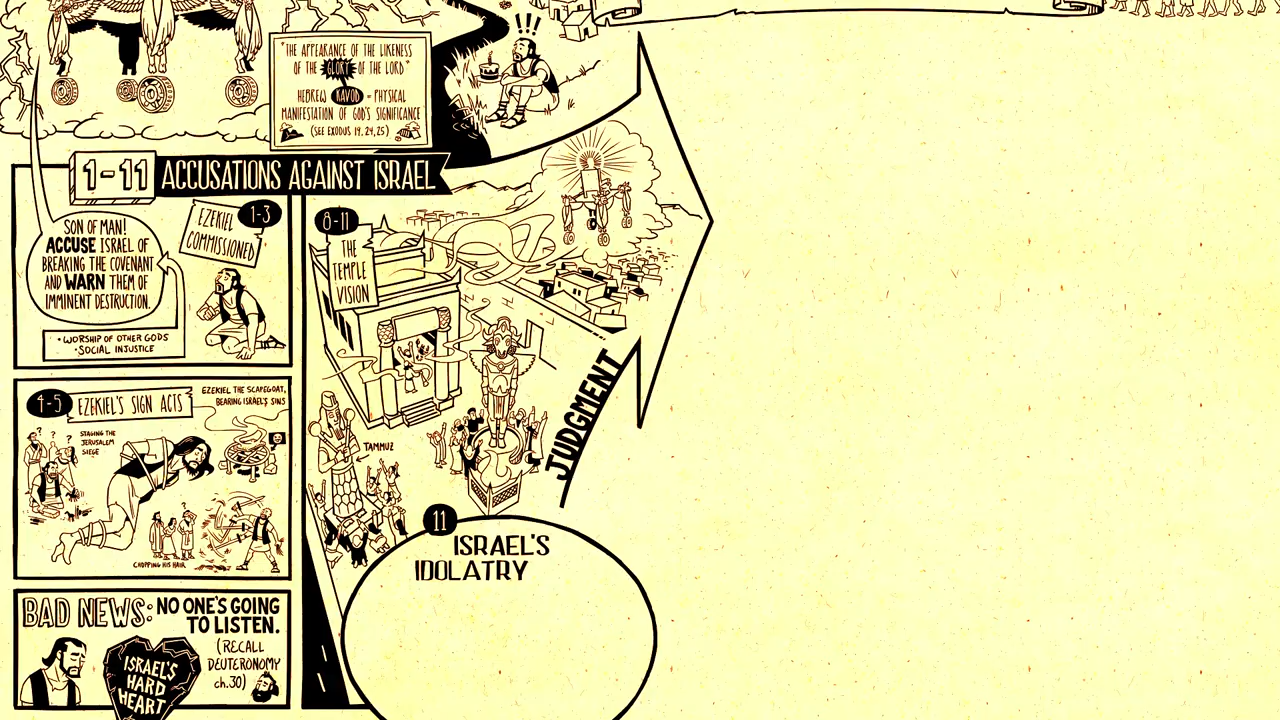 !!!
"THE APPEARANCE OF THE LIKENESS
OF THE GLORY OF THE LORD"
HEBREW KAVOD = PHYSICAL
MANIFESTATION OF GOD'S SIGNIFICANCE
(SEE EXODUS 19, 24, 25)
1-11 ACCUSATIONS AGAINST ISRAEL
SON OF MAN!
ACCUSE ISRAEL OF
BREAKING THE COVENANT
AND WARN THEM OF
IMMINENT DESTRUCTION.
• WORSHIP OF OTHER GODS
• SOCIAL INJUSTICE
1-3
EZEKIEL
COMMISSIONED
4-5 EZEKIEL'S SIGN ACTS
EZEKIEL THE SCAPEGOAT,
BEARING ISRAEL'S SINS
STAGING THE
JERUSALEM
SIEGE
? ? ?
?
CHOPPING HIS HAIR
BAD NEWS: NO ONE'S GOING
TO LISTEN.
(RECALL
DEUTERONOMY
ch.30)
ISRAEL'S
HARD
HEART
8-11
THE
TEMPLE
VISION
TAMMUZ
JUDGMENT
11
ISRAEL'S
IDOLATRY